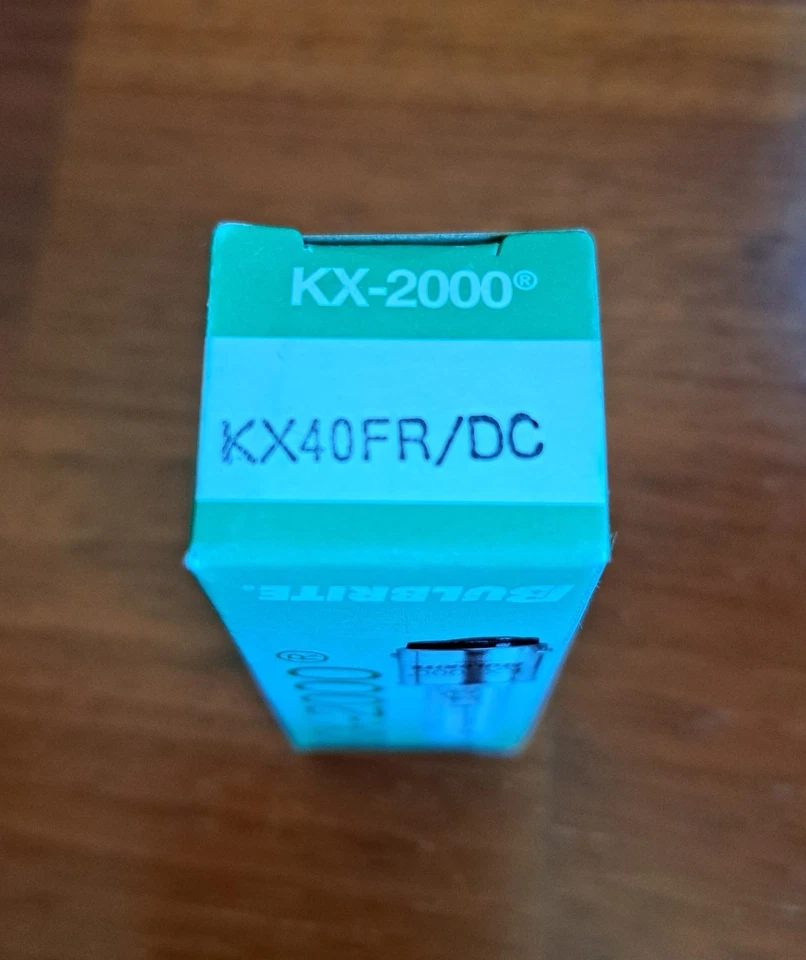 KX-2000®
KX40FR/DC
BULBRITE.